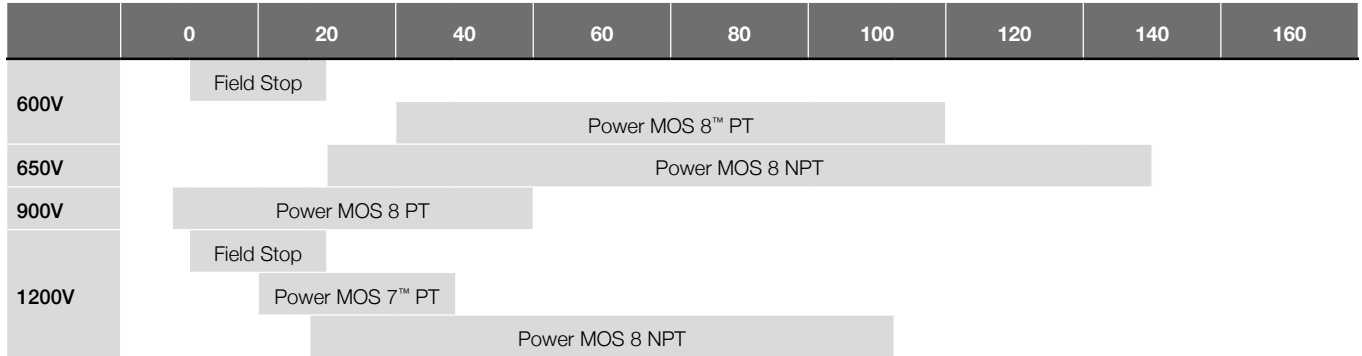 0 20 40 60 80 100 120 140 160
600V
Field Stop
Power MOS 8™ PT
650V
Power MOS 8 NPT
900V
Power MOS 8 PT
1200V
Field Stop
Power MOS 7™ PT
Power MOS 8 NPT